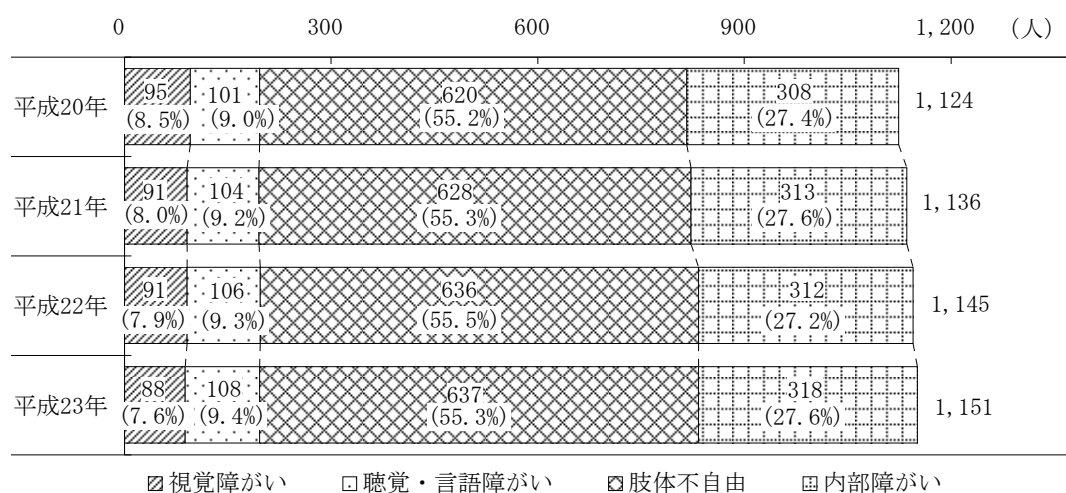 0 300 600 900 1,200 (人)
平成20年 95 101 620 308 1,124
(8.5%) (9.0%) (55.2%) (27.4%)
平成21年 91 104 628 313 1,136
(8.0%) (9.2%) (55.3%) (27.6%)
平成22年 91 106 636 312 1,145
(7.9%) (9.3%) (55.5%) (27.2%)
平成23年 88 108 637 318 1,151
(7.6%) (9.4%) (55.3%) (27.6%)
視覚障がい 聴覚・言語障がい 肢体不自由 内部障がい